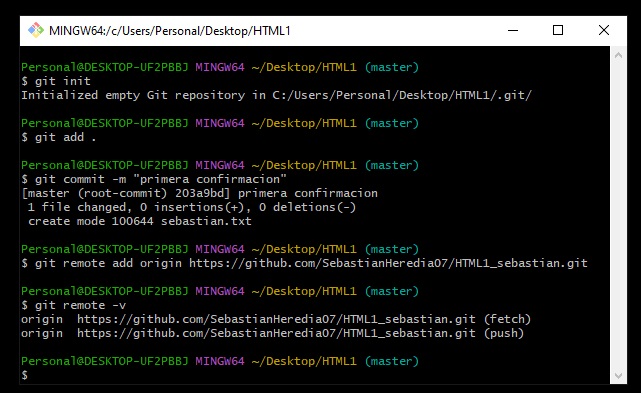 MINGW64:/c/Users/Personal/Desktop/HTML1
Personal@DESKTOP-UF2PBBJ MINGW64 ~/Desktop/HTML1 (master)
$ git init
Initialized empty Git repository in C:/Users/Personal/Desktop/HTML1/.git/
Personal@DESKTOP-UF2PBBJ MINGW64 ~/Desktop/HTML1 (master)
$ git add .
Personal@DESKTOP-UF2PBBJ MINGW64 ~/Desktop/HTML1 (master)
$ git commit -m "primera confirmacion"
[master (root-commit) 203a9bd] primera confirmacion
 1 file changed, 0 insertions(+), 0 deletions(-)
 create mode 100644 sebastian.txt
Personal@DESKTOP-UF2PBBJ MINGW64 ~/Desktop/HTML1 (master)
$ git remote add origin https://github.com/SebastianHeredia07/HTML1_sebastian.git
Personal@DESKTOP-UF2PBBJ MINGW64 ~/Desktop/HTML1 (master)
$ git remote -v
origin  https://github.com/SebastianHeredia07/HTML1_sebastian.git (fetch)
origin  https://github.com/SebastianHeredia07/HTML1_sebastian.git (push)
Personal@DESKTOP-UF2PBBJ MINGW64 ~/Desktop/HTML1 (master)
$